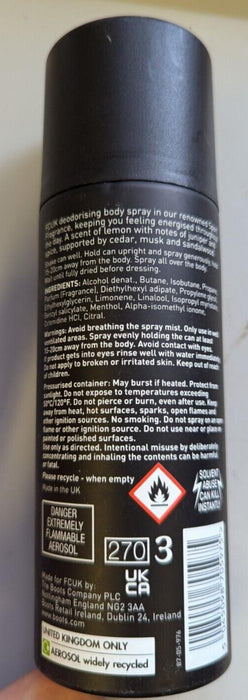 FCUK deodorising body spray in our renowned
fragrance, keeping you feeling energised throughout
the day. A scent of lemon with notes of juniper and
supported by cedar, musk and sandalwood.
can well. Hold can upright and spray generously
15-20cm away from the body. Spray all over the body.
Wait until fully dried before dressing.
INGREDIENTS: Alcohol denat., Butane, Isobutane, Propane,
Parfum (Fragrance), Diethylhexyl adipate, Propylene glycol,
Ethylhexylglycerin, Limonene, Linalool, Isopropyl myristate,
Benzyl salicylate, Menthol, Alpha-isomethyl ionone,
Octenidine HCl, Citral.
Warnings: Avoid breathing the spray mist. Only use in well
ventilated areas. Spray evenly holding the can at least
15-20cm away from the body. Avoid contact with eyes.
If product gets into eyes rinse well with water immediately.
Do not apply to broken or irritated skin. Keep out of reach
of children.
Pressurised container: May burst if heated. Protect from
sunlight. Do not expose to temperatures exceeding
50°C/120°F. Do not pierce or burn, even after use. Keep
away from heat, hot surfaces, sparks, open flames and
other ignition sources. No smoking. Do not spray on an open
flame or other ignition source. Do not use near or place on
painted or polished surfaces.
Use only as directed. Intentional misuse by deliberately
concentrating and inhaling the contents can be harmful
or fatal.
Please recycle - when empty
Made in the UK
SOLVENT
ABUSE
CAN KILL
INSTANTLY
DANGER
EXTREMELY
FLAMMABLE
AEROSOL
270 3
UK
CA
Made for FCUK by
The Boots Company PLC
Nottingham England NG2 3AA
Boots Retail Ireland, Dublin 24, Ireland
www.boots.com
87-05-976
UNITED KINGDOM ONLY
AEROSOL widely recycled